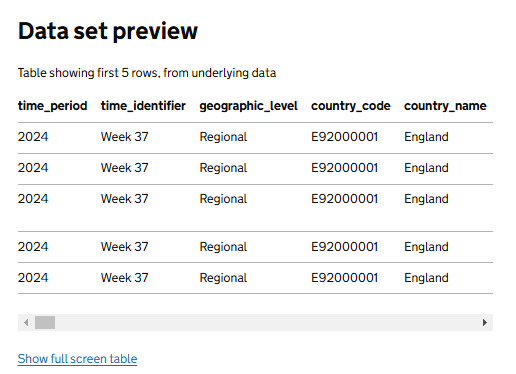 Data set preview
Table showing first 5 rows, from underlying data
time_period time_identifier geographic_level country_code country_name
2024 Week 37 Regional E92000001 England
2024 Week 37 Regional E92000001 England
2024 Week 37 Regional E92000001 England
2024 Week 37 Regional E92000001 England
2024 Week 37 Regional E92000001 England
Show full screen table